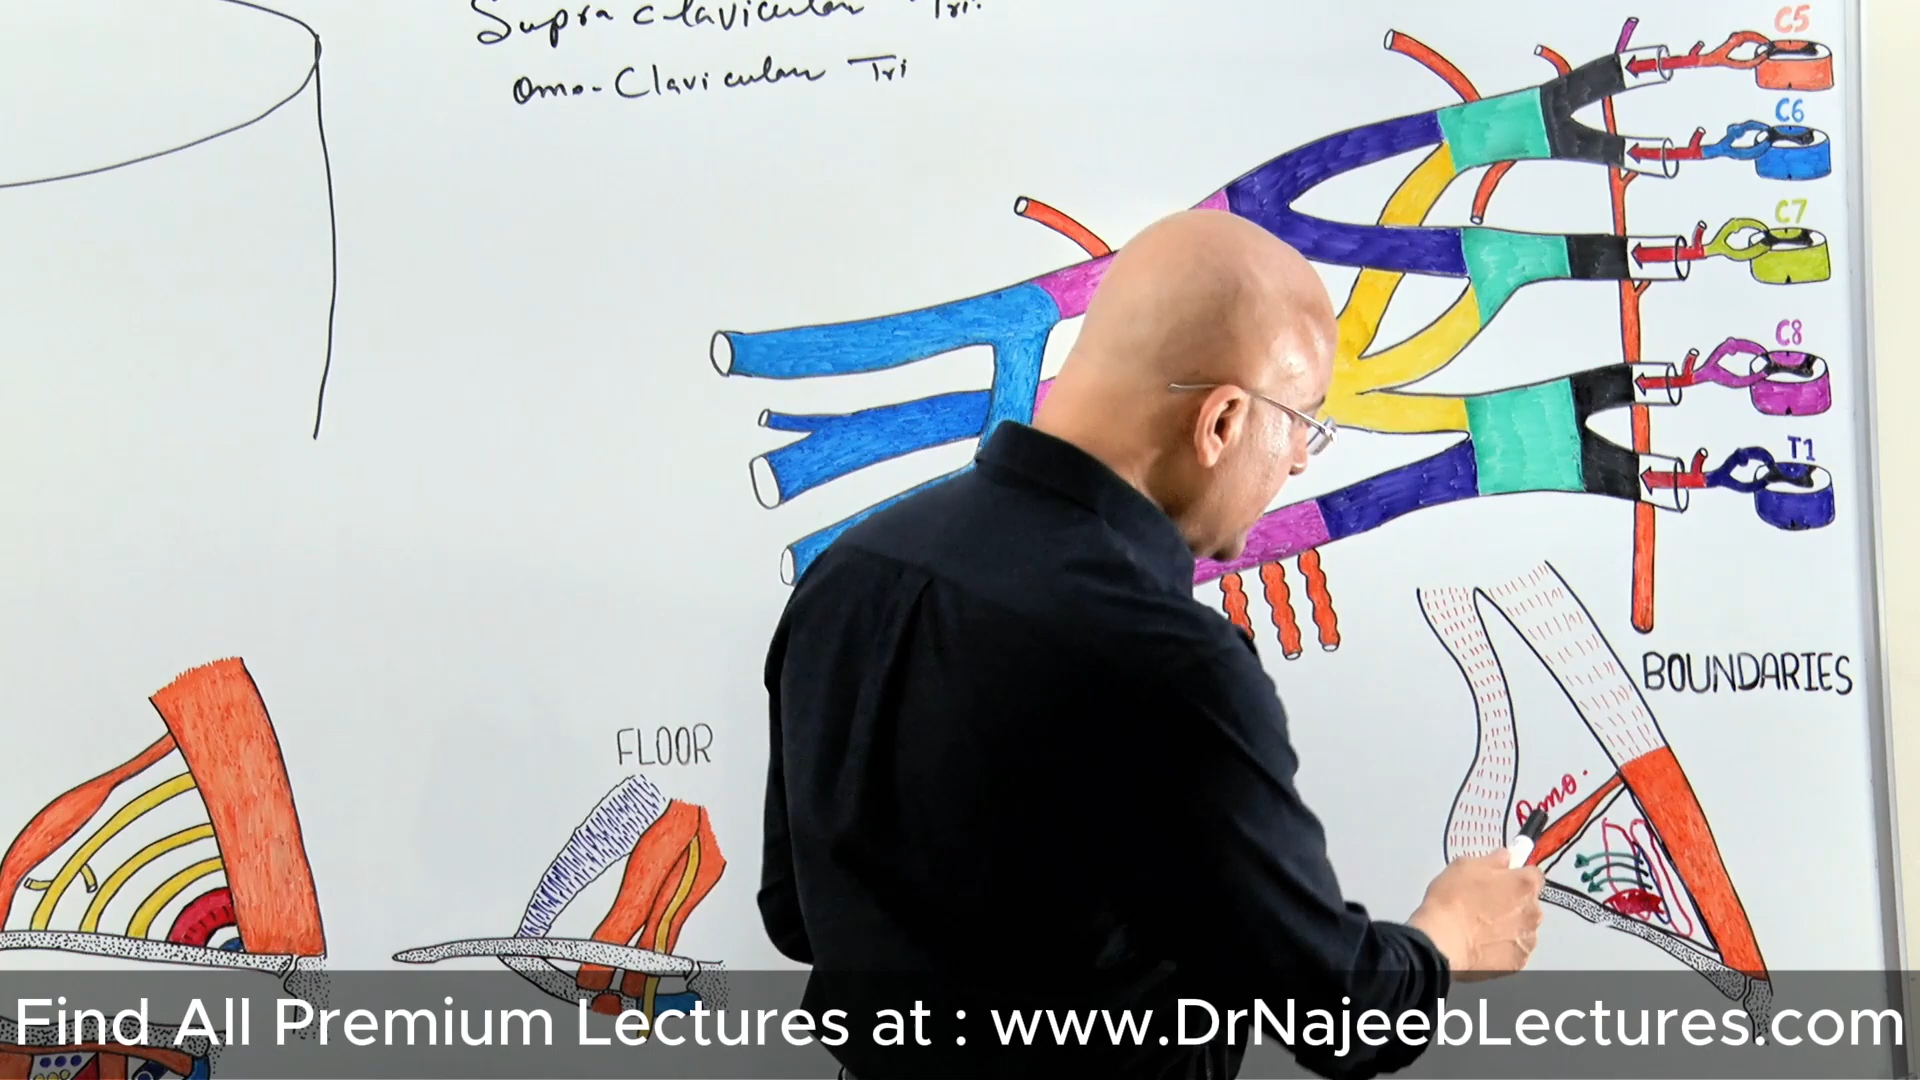 Supra clavicular Tri.
Omo-Clavicular Tri
C5
C6
C7
C8
T1
BOUNDARIES
FLOOR
Omo.
Find All Premium Lectures at : www.DrNajeebLectures.com